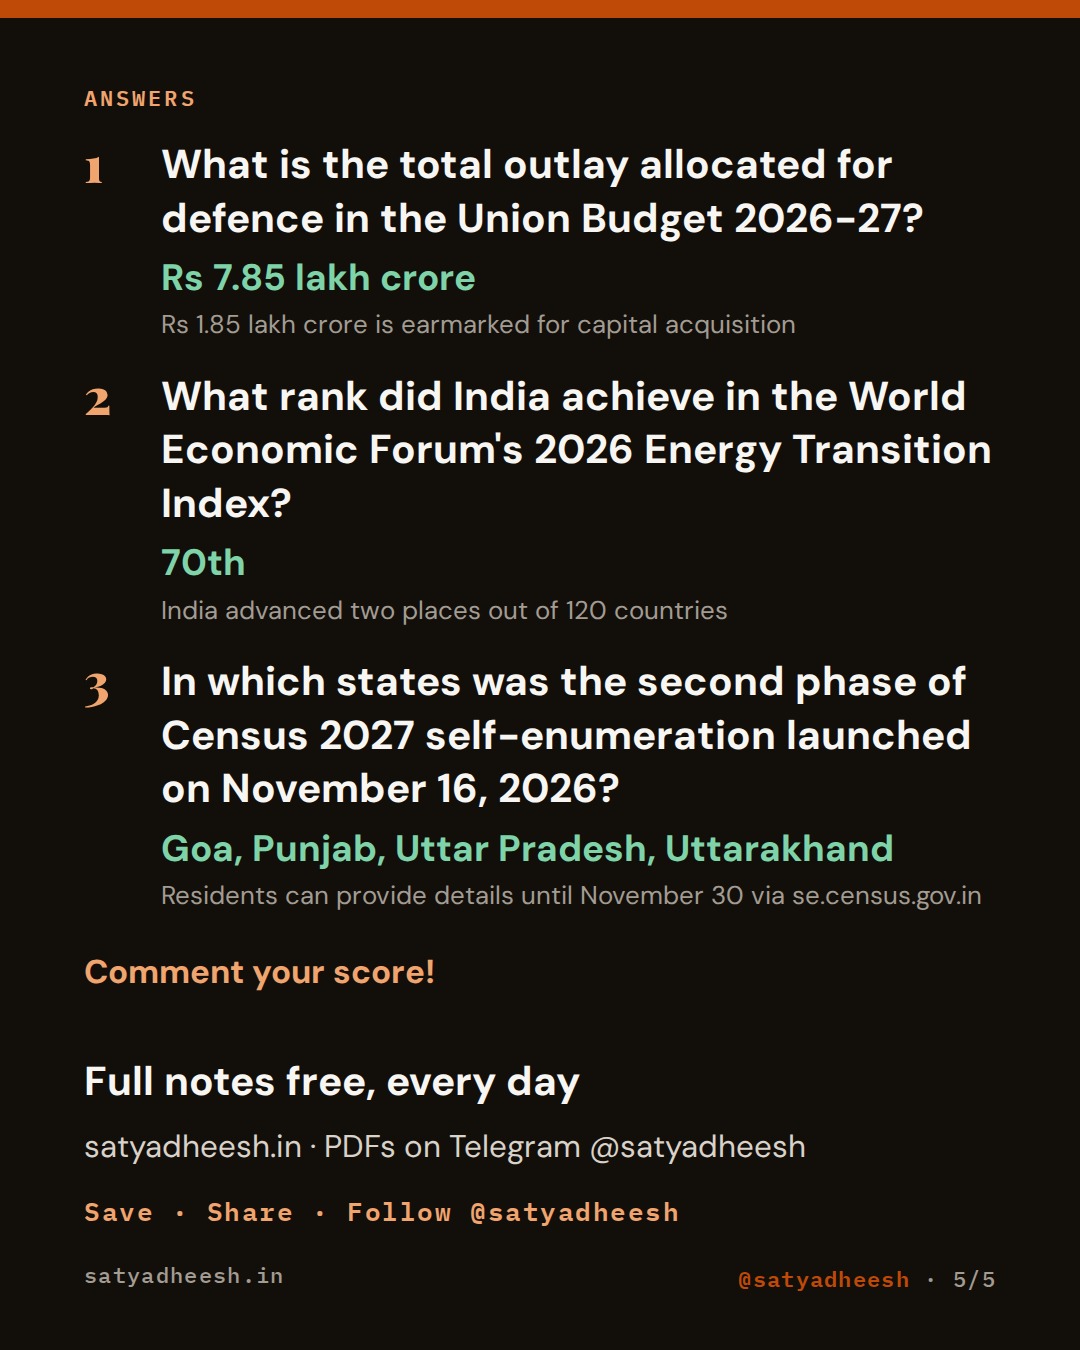 ANSWERS
1
What is the total outlay allocated for
defence in the Union Budget 2026-27?
Rs 7.85 lakh crore
Rs 1.85 lakh crore is earmarked for capital acquisition
2
What rank did India achieve in the World
Economic Forum's 2026 Energy Transition
Index?
70th
India advanced two places out of 120 countries
3
In which states was the second phase of
Census 2027 self-enumeration launched
on November 16, 2026?
Goa, Punjab, Uttar Pradesh, Uttarakhand
Residents can provide details until November 30 via se.census.gov.in
Comment your score!
Full notes free, every day
satyadheesh.in · PDFs on Telegram @satyadheesh
Save · Share · Follow @satyadheesh
satyadheesh.in
@satyadheesh · 5/5